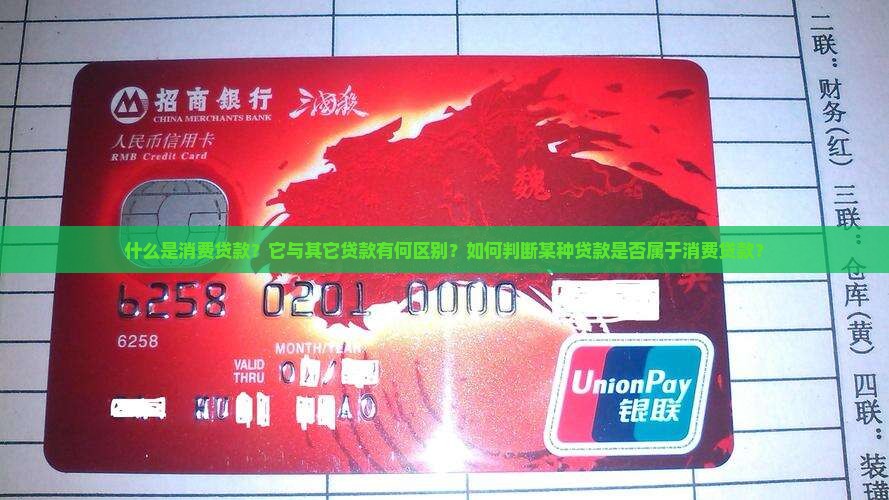 招商银行 三国杀
CHINA MERCHANTS BANK
人民币信用卡
RMB Credit Card
魏
什么是消费贷款？它与其它贷款有何区别？如何判断某种贷款是否属于消费贷款？
6258 0201 0000
6258
MONTH/YEAR
VALID
THRU
UnionPay
银联
二联：财务(红) 三联：仓库(黄) 四联：装璜